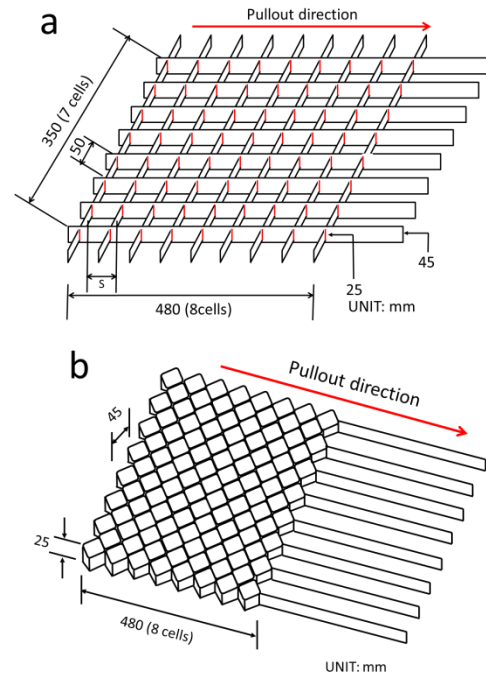 a
Pullout direction
350 (7 cells)
50
s
480 (8cells)
25
45
UNIT: mm
b
Pullout direction
45
25
480 (8 cells)
UNIT: mm